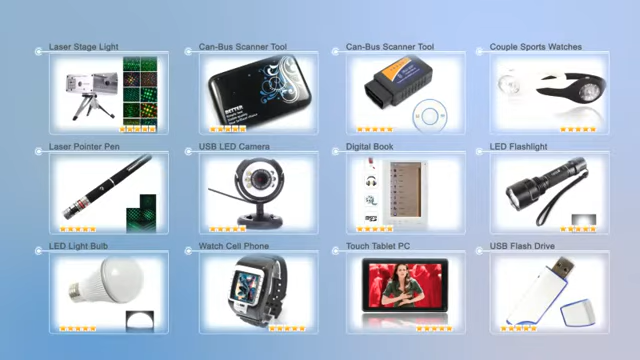 Laser Stage Light
Can-Bus Scanner Tool
Can-Bus Scanner Tool
Couple Sports Watches
Laser Pointer Pen
USB LED Camera
Digital Book
LED Flashlight
LED Light Bulb
Watch Cell Phone
Touch Tablet PC
USB Flash Drive